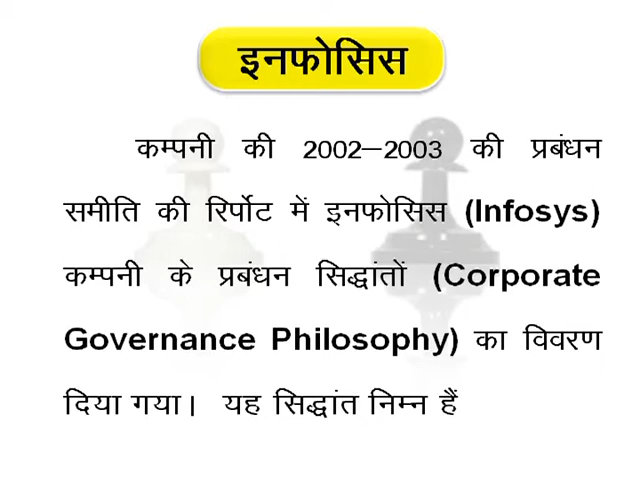 इनफोसिस
कम्पनी की 2002–2003 की प्रबंधन
समीति की रिर्पोट में इनफोसिस (Infosys)
कम्पनी के प्रबंधन सिद्धांतों (Corporate
Governance Philosophy) का विवरण
दिया गया। यह सिद्धांत निम्न हैं